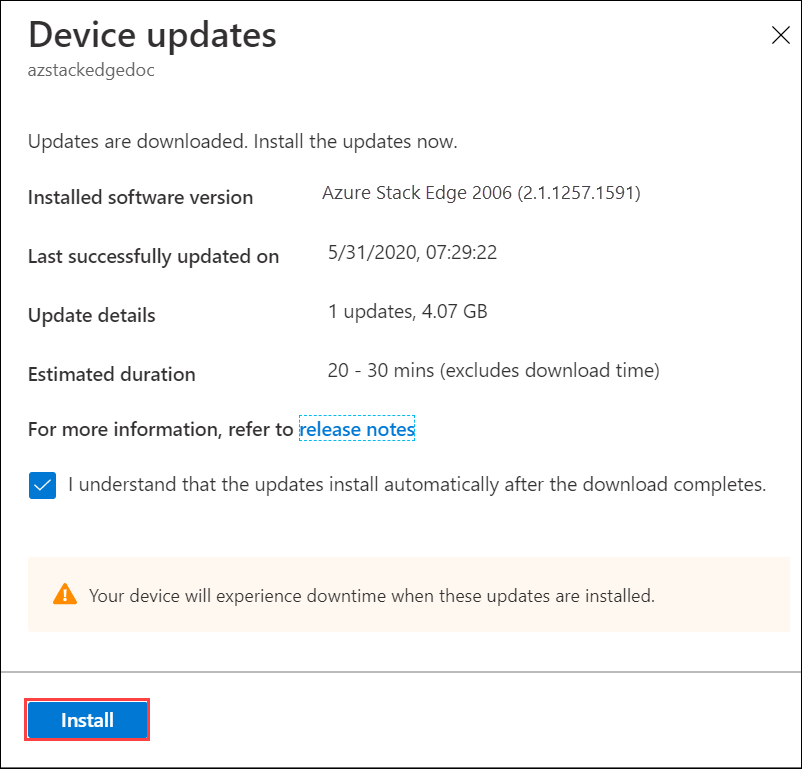 Device updates
azstackedgedoc
Updates are downloaded. Install the updates now.
Installed software version Azure Stack Edge 2006 (2.1.1257.1591)
Last successfully updated on 5/31/2020, 07:29:22
Update details 1 updates, 4.07 GB
Estimated duration 20 - 30 mins (excludes download time)
For more information, refer to release notes
I understand that the updates install automatically after the download completes.
Your device will experience downtime when these updates are installed.
Install